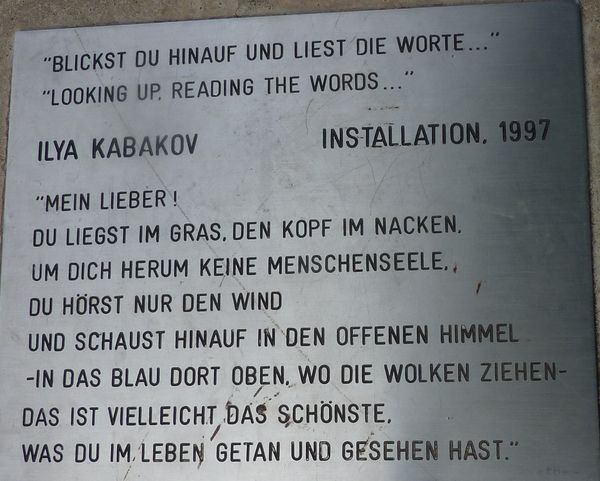 "BLICKST DU HINAUF UND LIEST DIE WORTE..."
"LOOKING UP, READING THE WORDS..."
ILYA KABAKOV INSTALLATION, 1997
"MEIN LIEBER!
DU LIEGST IM GRAS, DEN KOPF IM NACKEN,
UM DICH HERUM KEINE MENSCHENSEELE,
DU HÖRST NUR DEN WIND
UND SCHAUST HINAUF IN DEN OFFENEN HIMMEL
-IN DAS BLAU DORT OBEN, WO DIE WOLKEN ZIEHEN-
DAS IST VIELLEICHT DAS SCHÖNSTE,
WAS DU IM LEBEN GETAN UND GESEHEN HAST."